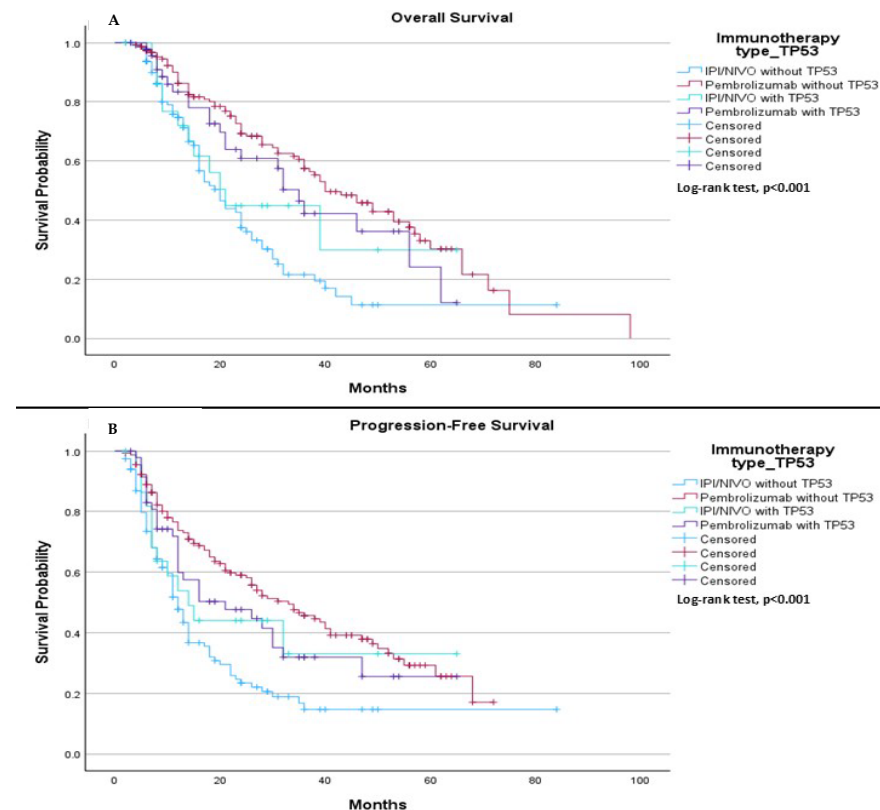 A
Overall Survival
Immunotherapy
type_TP53
IPI/NIVO without TP53
Pembrolizumab without TP53
IPI/NIVO with TP53
Pembrolizumab with TP53
Censored
Censored
Censored
Censored
Log-rank test, p<0.001
Survival Probability
1.0
0.8
0.6
0.4
0.2
0.0
0 20 40 60 80 100
Months
B
Progression-Free Survival
Immunotherapy
type_TP53
IPI/NIVO without TP53
Pembrolizumab without TP53
IPI/NIVO with TP53
Pembrolizumab with TP53
Censored
Censored
Censored
Censored
Log-rank test, p<0.001
Survival Probability
1.0
0.8
0.6
0.4
0.2
0.0
0 20 40 60 80 100
Months